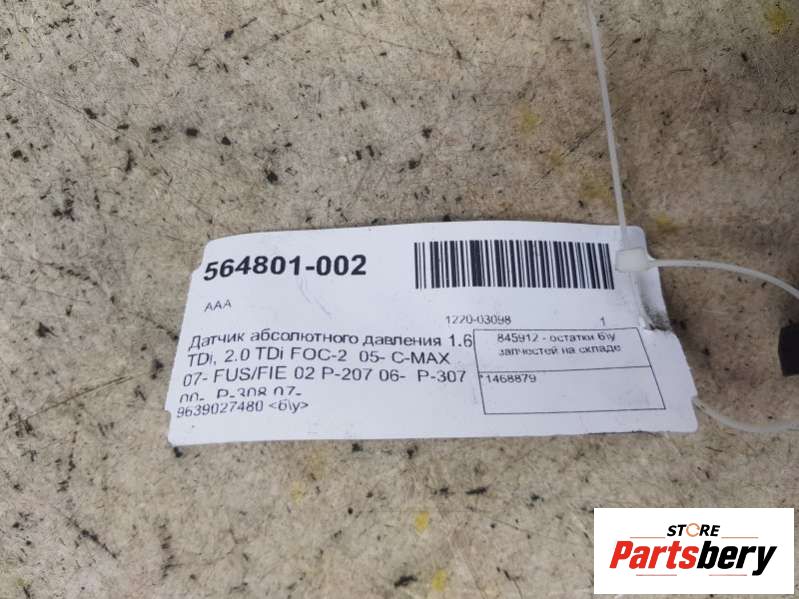 564801-002
AAA
1220-03098 1
Датчик абсолютного давления 1.6
TDi, 2.0 TDi FOC-2 05- C-MAX
07- FUS/FIE 02 P-207 06- P-307
00- P-308 07-
9639027480 <б\у>
845912 - остатки б\у
запчестей на складе
*1468879
STORE
Partsbery